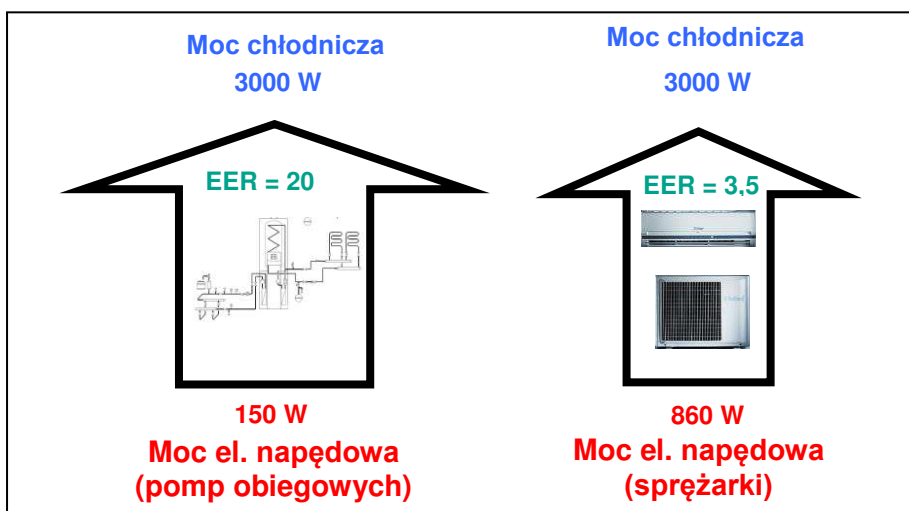 Moc chłodnicza
3000 W
EER = 20
150 W
Moc el. napędowa
(pomp obiegowych)
Moc chłodnicza
3000 W
EER = 3,5
860 W
Moc el. napędowa
(sprężarki)